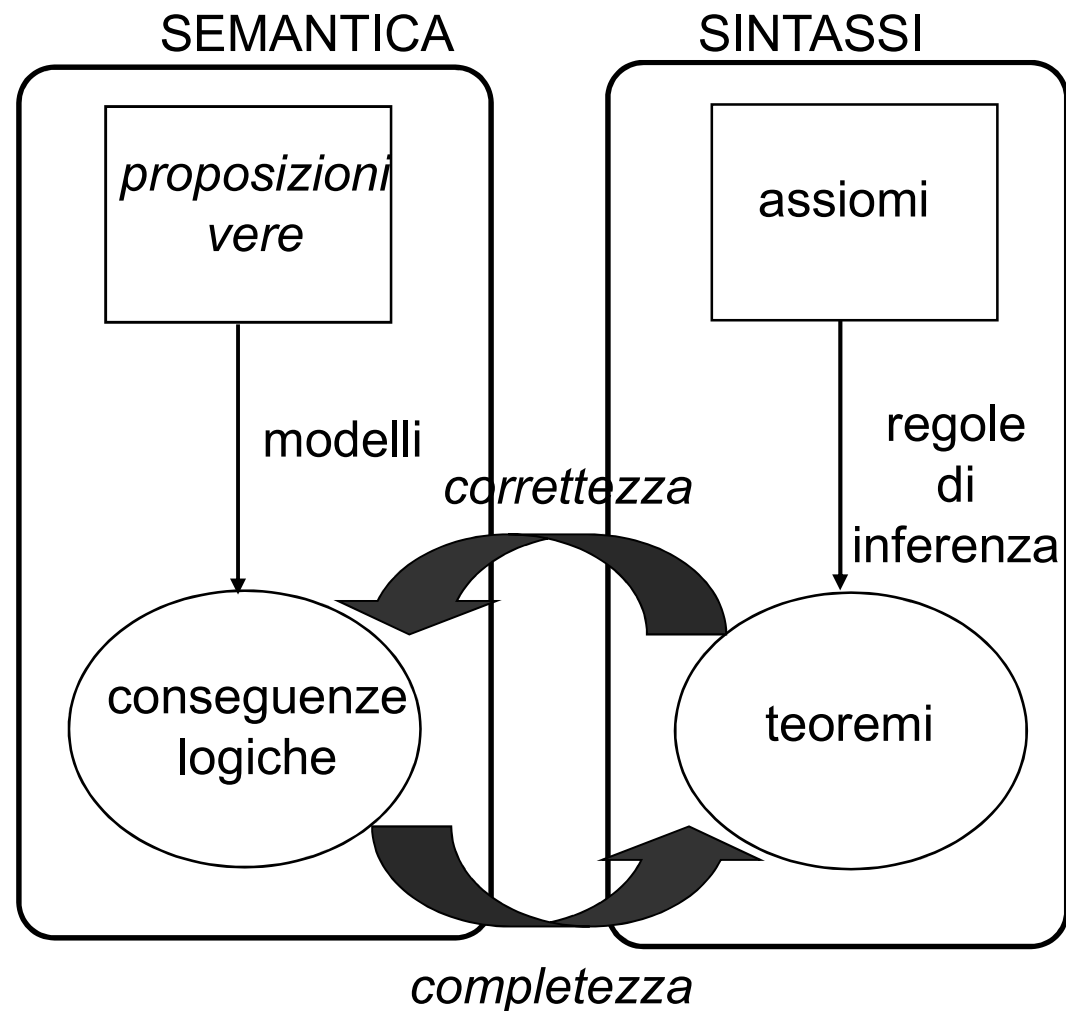 SEMANTICA
SINTASSI
proposizioni
vere
assiomi
modelli
regole
di
inferenza
correttezza
conseguenze
logiche
teoremi
completezza